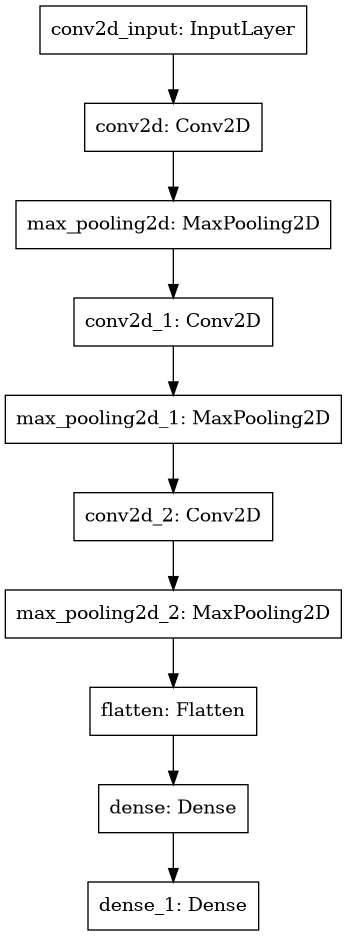 conv2d_input: InputLayer
conv2d: Conv2D
max_pooling2d: MaxPooling2D
conv2d_1: Conv2D
max_pooling2d_1: MaxPooling2D
conv2d_2: Conv2D
max_pooling2d_2: MaxPooling2D
flatten: Flatten
dense: Dense
dense_1: Dense